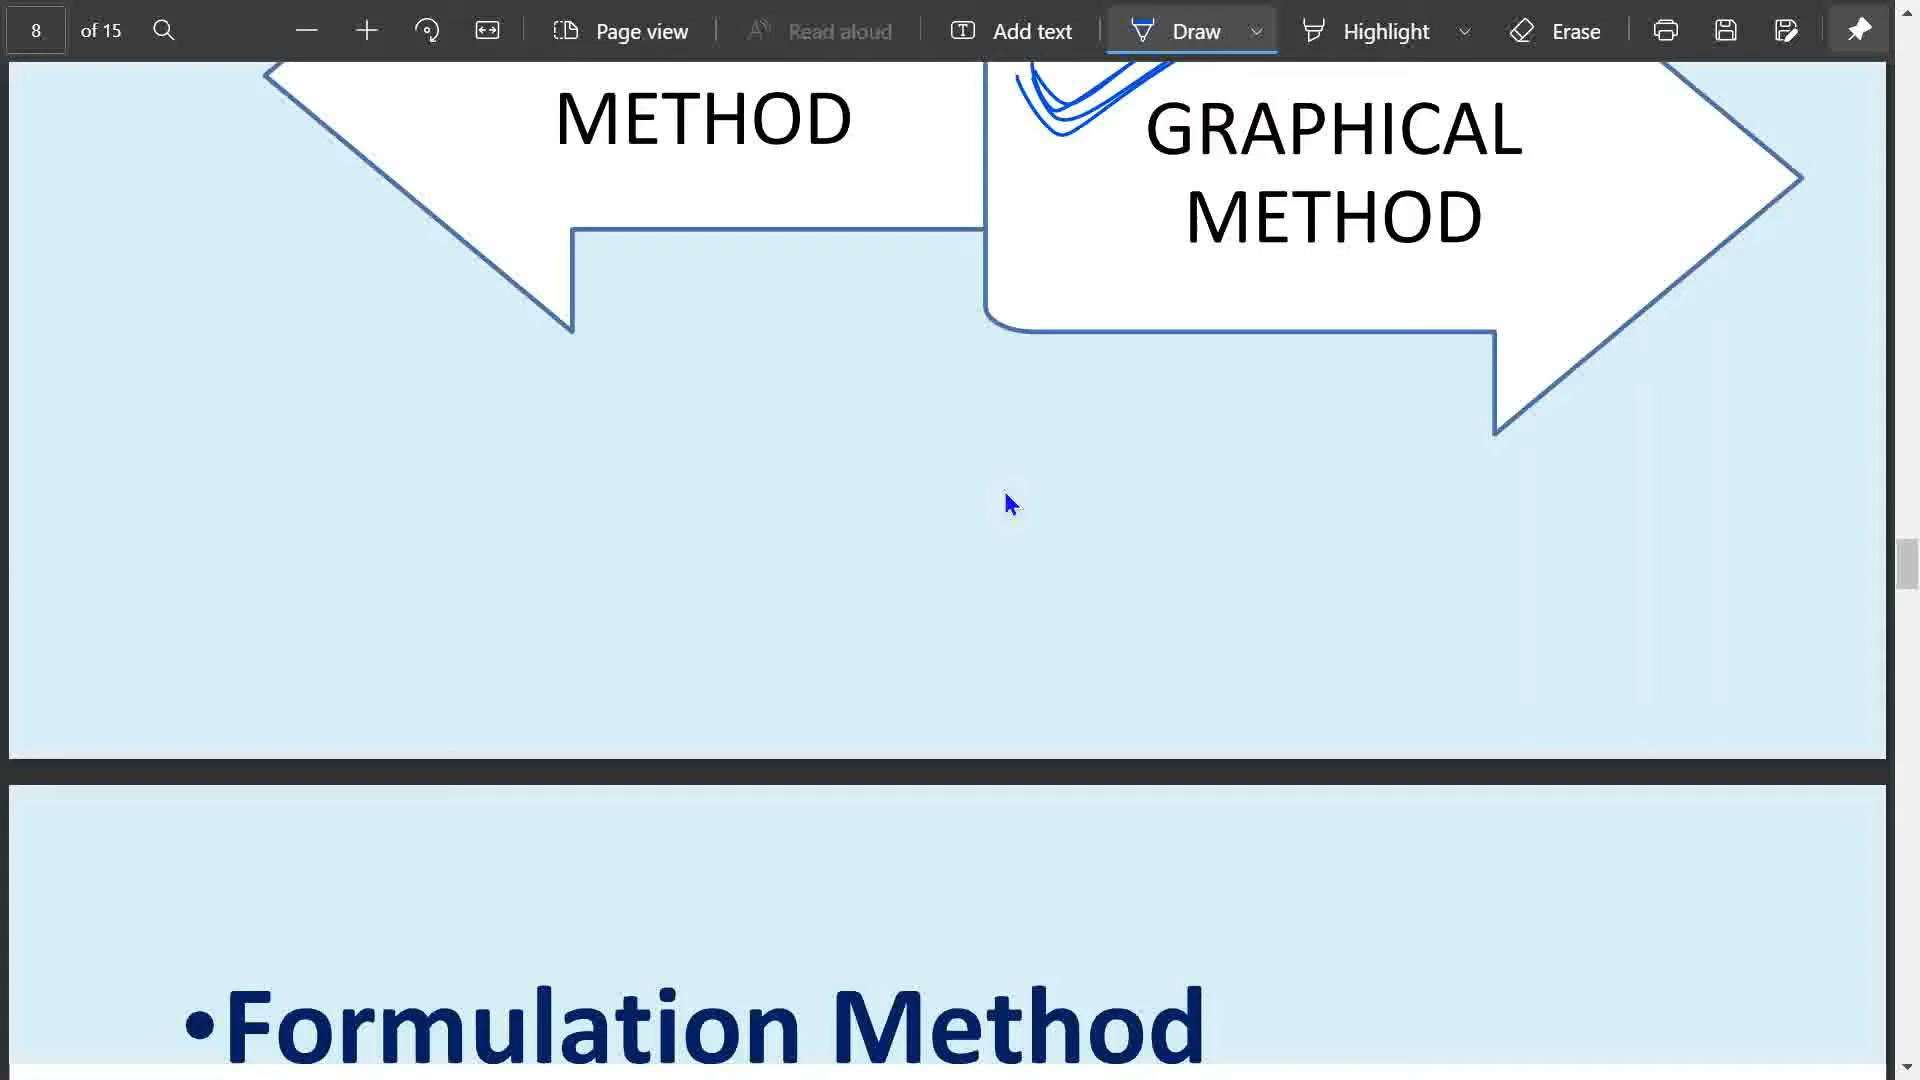 8 of 15 Page view Read aloud Add text Draw Highlight Erase
METHOD
GRAPHICAL
METHOD
•Formulation Method